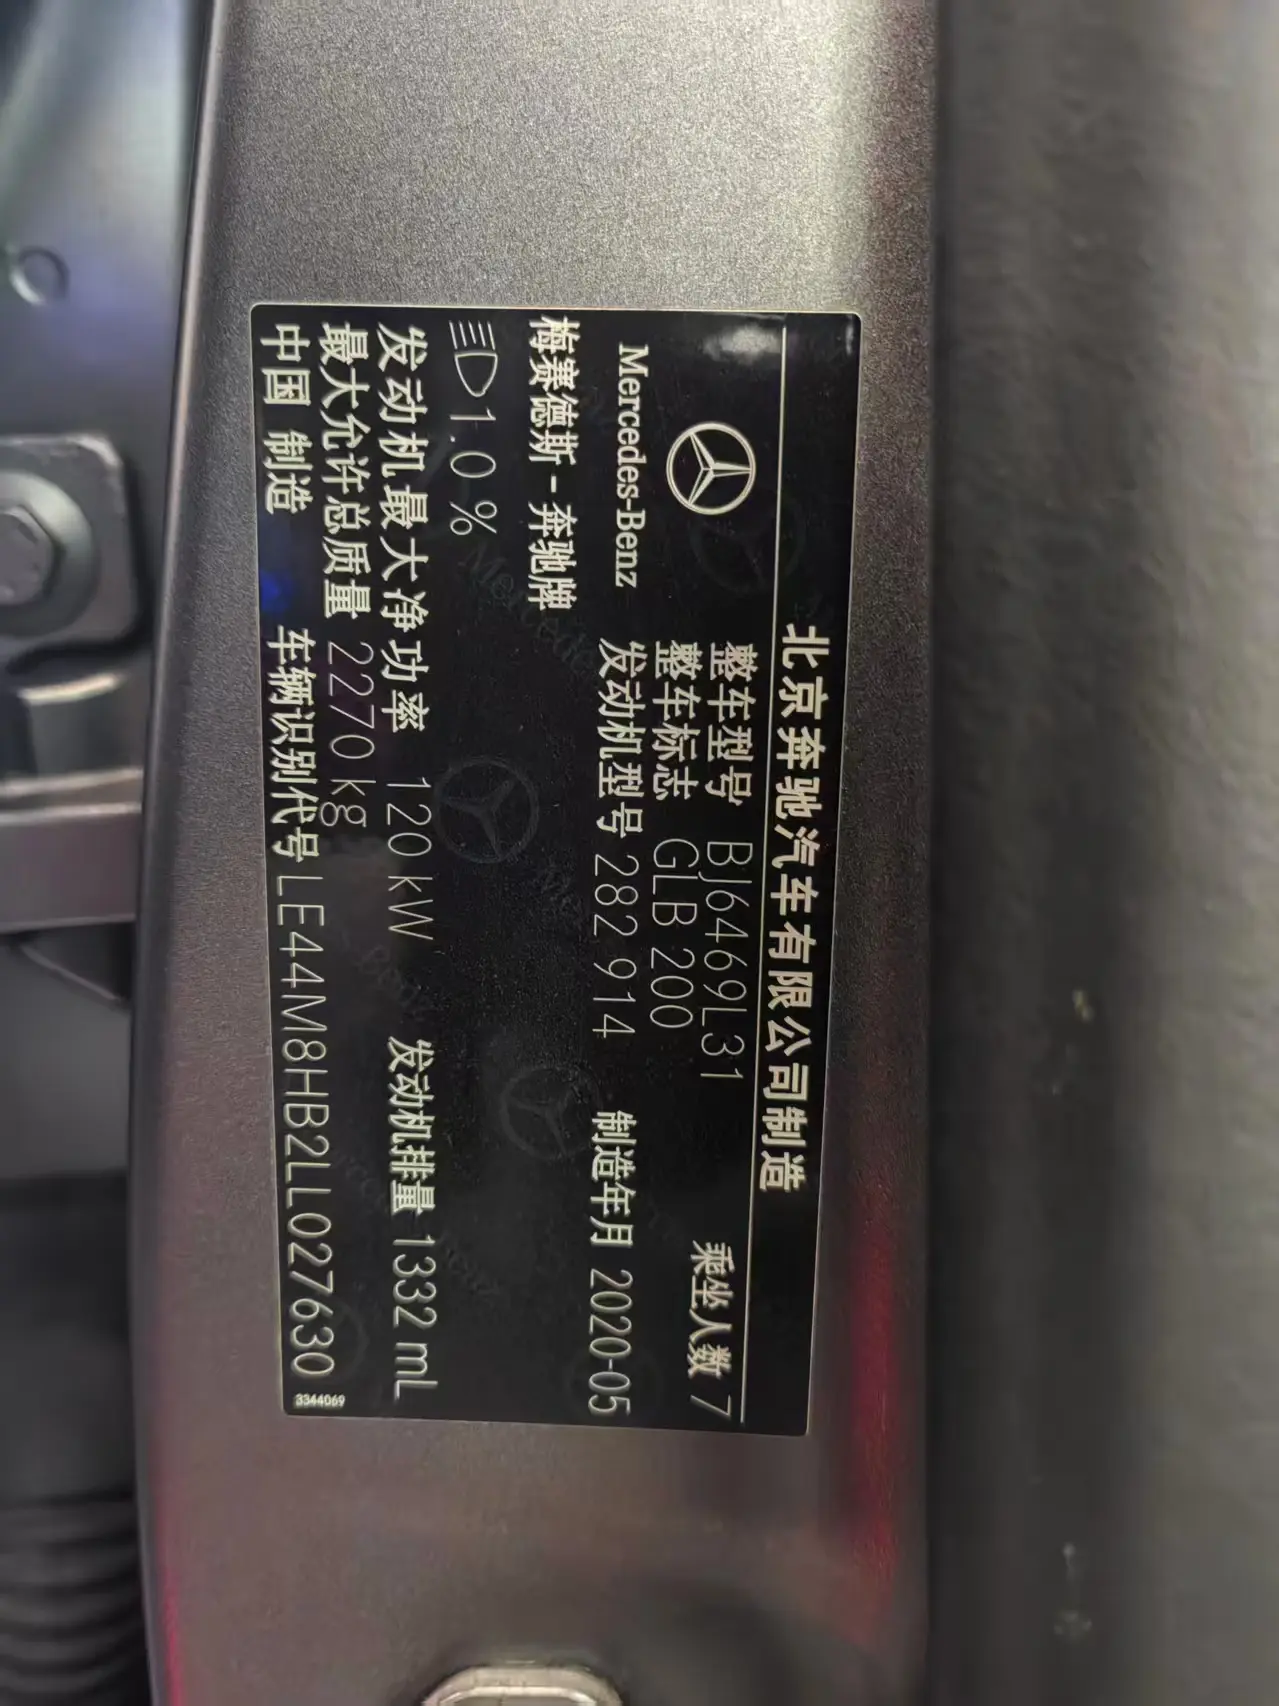 北京奔驰汽车有限公司制造
整车型号 BJ6469L31 乘坐人数 7
整车标志 GLB 200
Mercedes-Benz 发动机型号 282 914 制造年月 2020-05
梅赛德斯-奔驰牌
1.0 %
发动机最大净功率 120 kW 发动机排量 1332 mL
最大允许总质量 2270 kg
中国 制造 车辆识别代号 LE44M8HB2LL027630
3344069